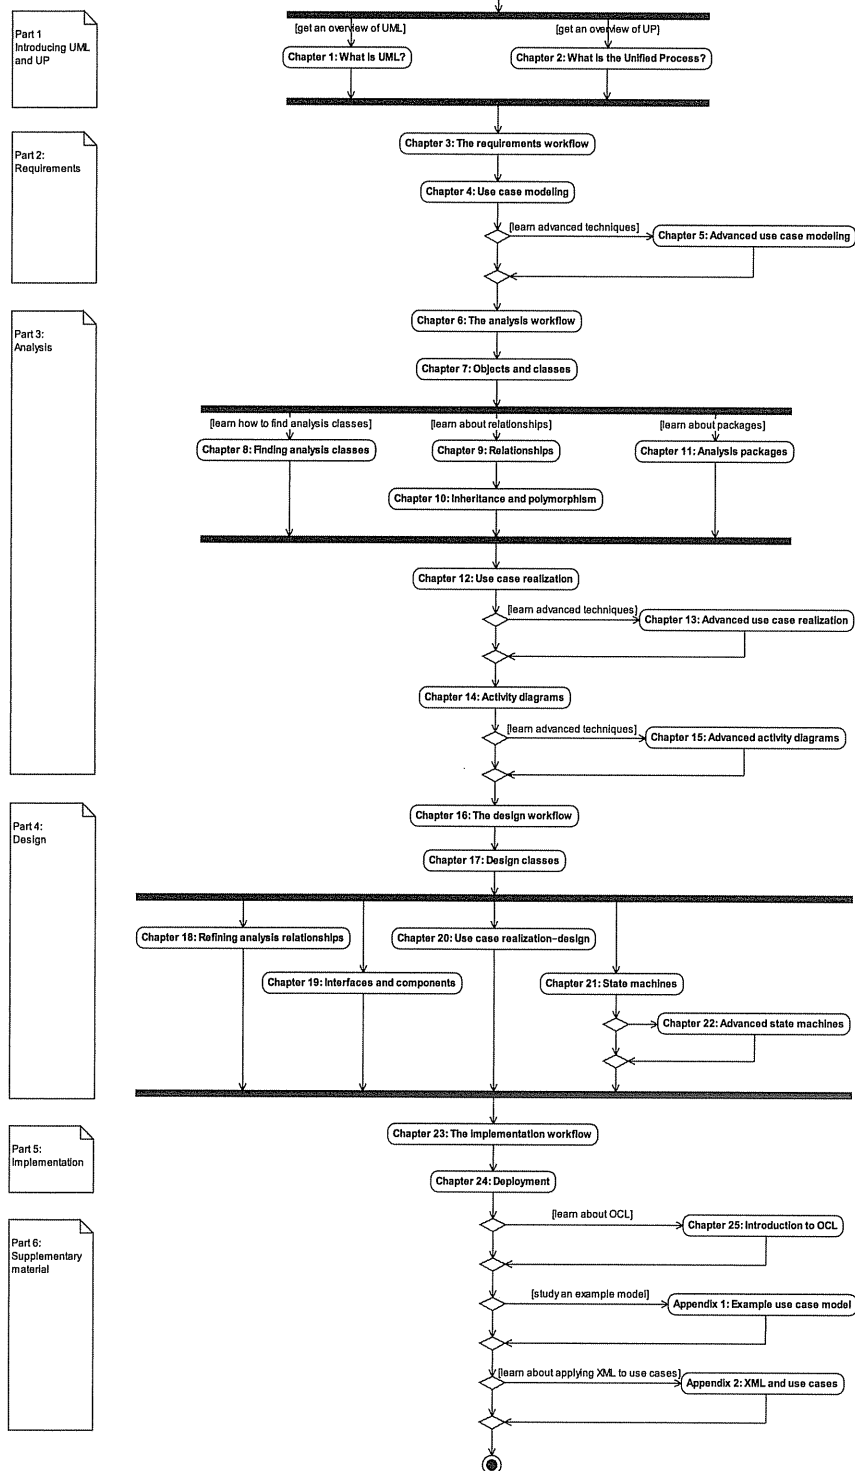 Part 1
Introducing UML
and UP
[get an overview of UML]
[get an overview of UP]
Chapter 1: What is UML?
Chapter 2: What is the Unified Process?
Part 2:
Requirements
Chapter 3: The requirements workflow
Chapter 4: Use case modeling
[learn advanced techniques]
Chapter 5: Advanced use case modeling
Part 3:
Analysis
Chapter 6: The analysis workflow
Chapter 7: Objects and classes
[learn how to find analysis classes]
[learn about relationships]
[learn about packages]
Chapter 8: Finding analysis classes
Chapter 9: Relationships
Chapter 11: Analysis packages
Chapter 10: Inheritance and polymorphism
Chapter 12: Use case realization
[learn advanced techniques]
Chapter 13: Advanced use case realization
Chapter 14: Activity diagrams
[learn advanced techniques]
Chapter 15: Advanced activity diagrams
Part 4:
Design
Chapter 16: The design workflow
Chapter 17: Design classes
Chapter 18: Refining analysis relationships
Chapter 20: Use case realization–design
Chapter 19: Interfaces and components
Chapter 21: State machines
Chapter 22: Advanced state machines
Part 5:
Implementation
Chapter 23: The implementation workflow
Chapter 24: Deployment
Part 6:
Supplementary
material
[learn about OCL]
Chapter 25: Introduction to OCL
[study an example model]
Appendix 1: Example use case model
[learn about applying XML to use cases]
Appendix 2: XML and use cases